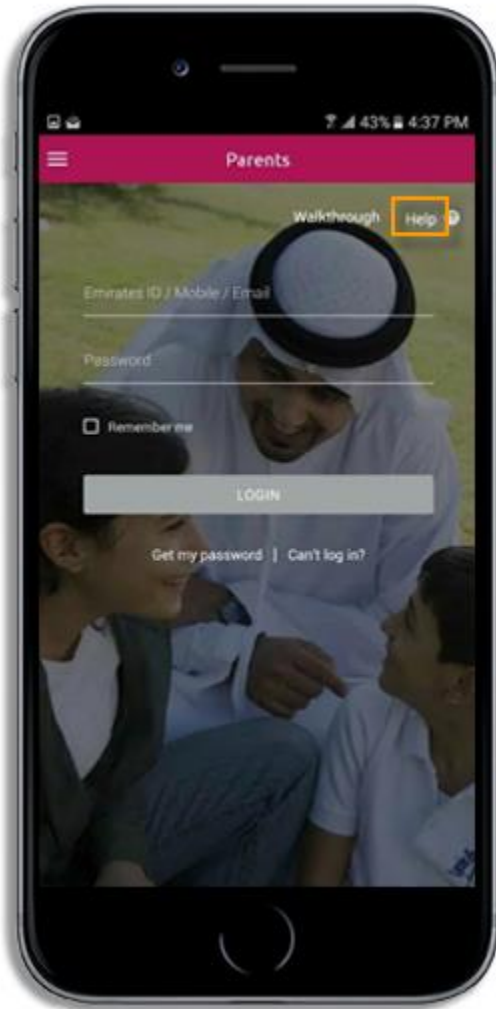 43% 4:37 PM
Parents
Walkthrough Help
Emirates ID / Mobile / Email
Password
Remember me
LOGIN
Get my password | Can't log in?